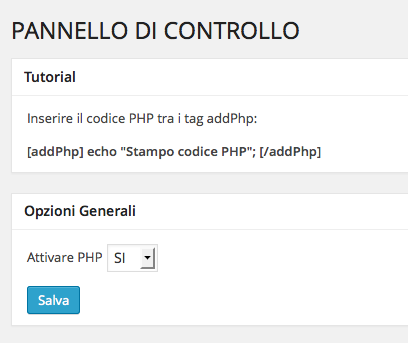 PANNELLO DI CONTROLLO
Tutorial
Inserire il codice PHP tra i tag addPhp:
[addPhp] echo "Stampo codice PHP"; [/addPhp]
Opzioni Generali
Attivare PHP SI
Salva